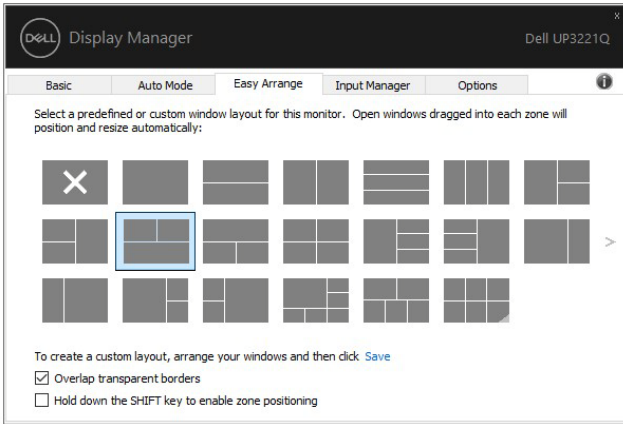 DELL Display Manager
Dell UP3221Q
Basic Auto Mode Easy Arrange Input Manager Options
Select a predefined or custom window layout for this monitor. Open windows dragged into each zone will
position and resize automatically:
To create a custom layout, arrange your windows and then click Save
Overlap transparent borders
Hold down the SHIFT key to enable zone positioning